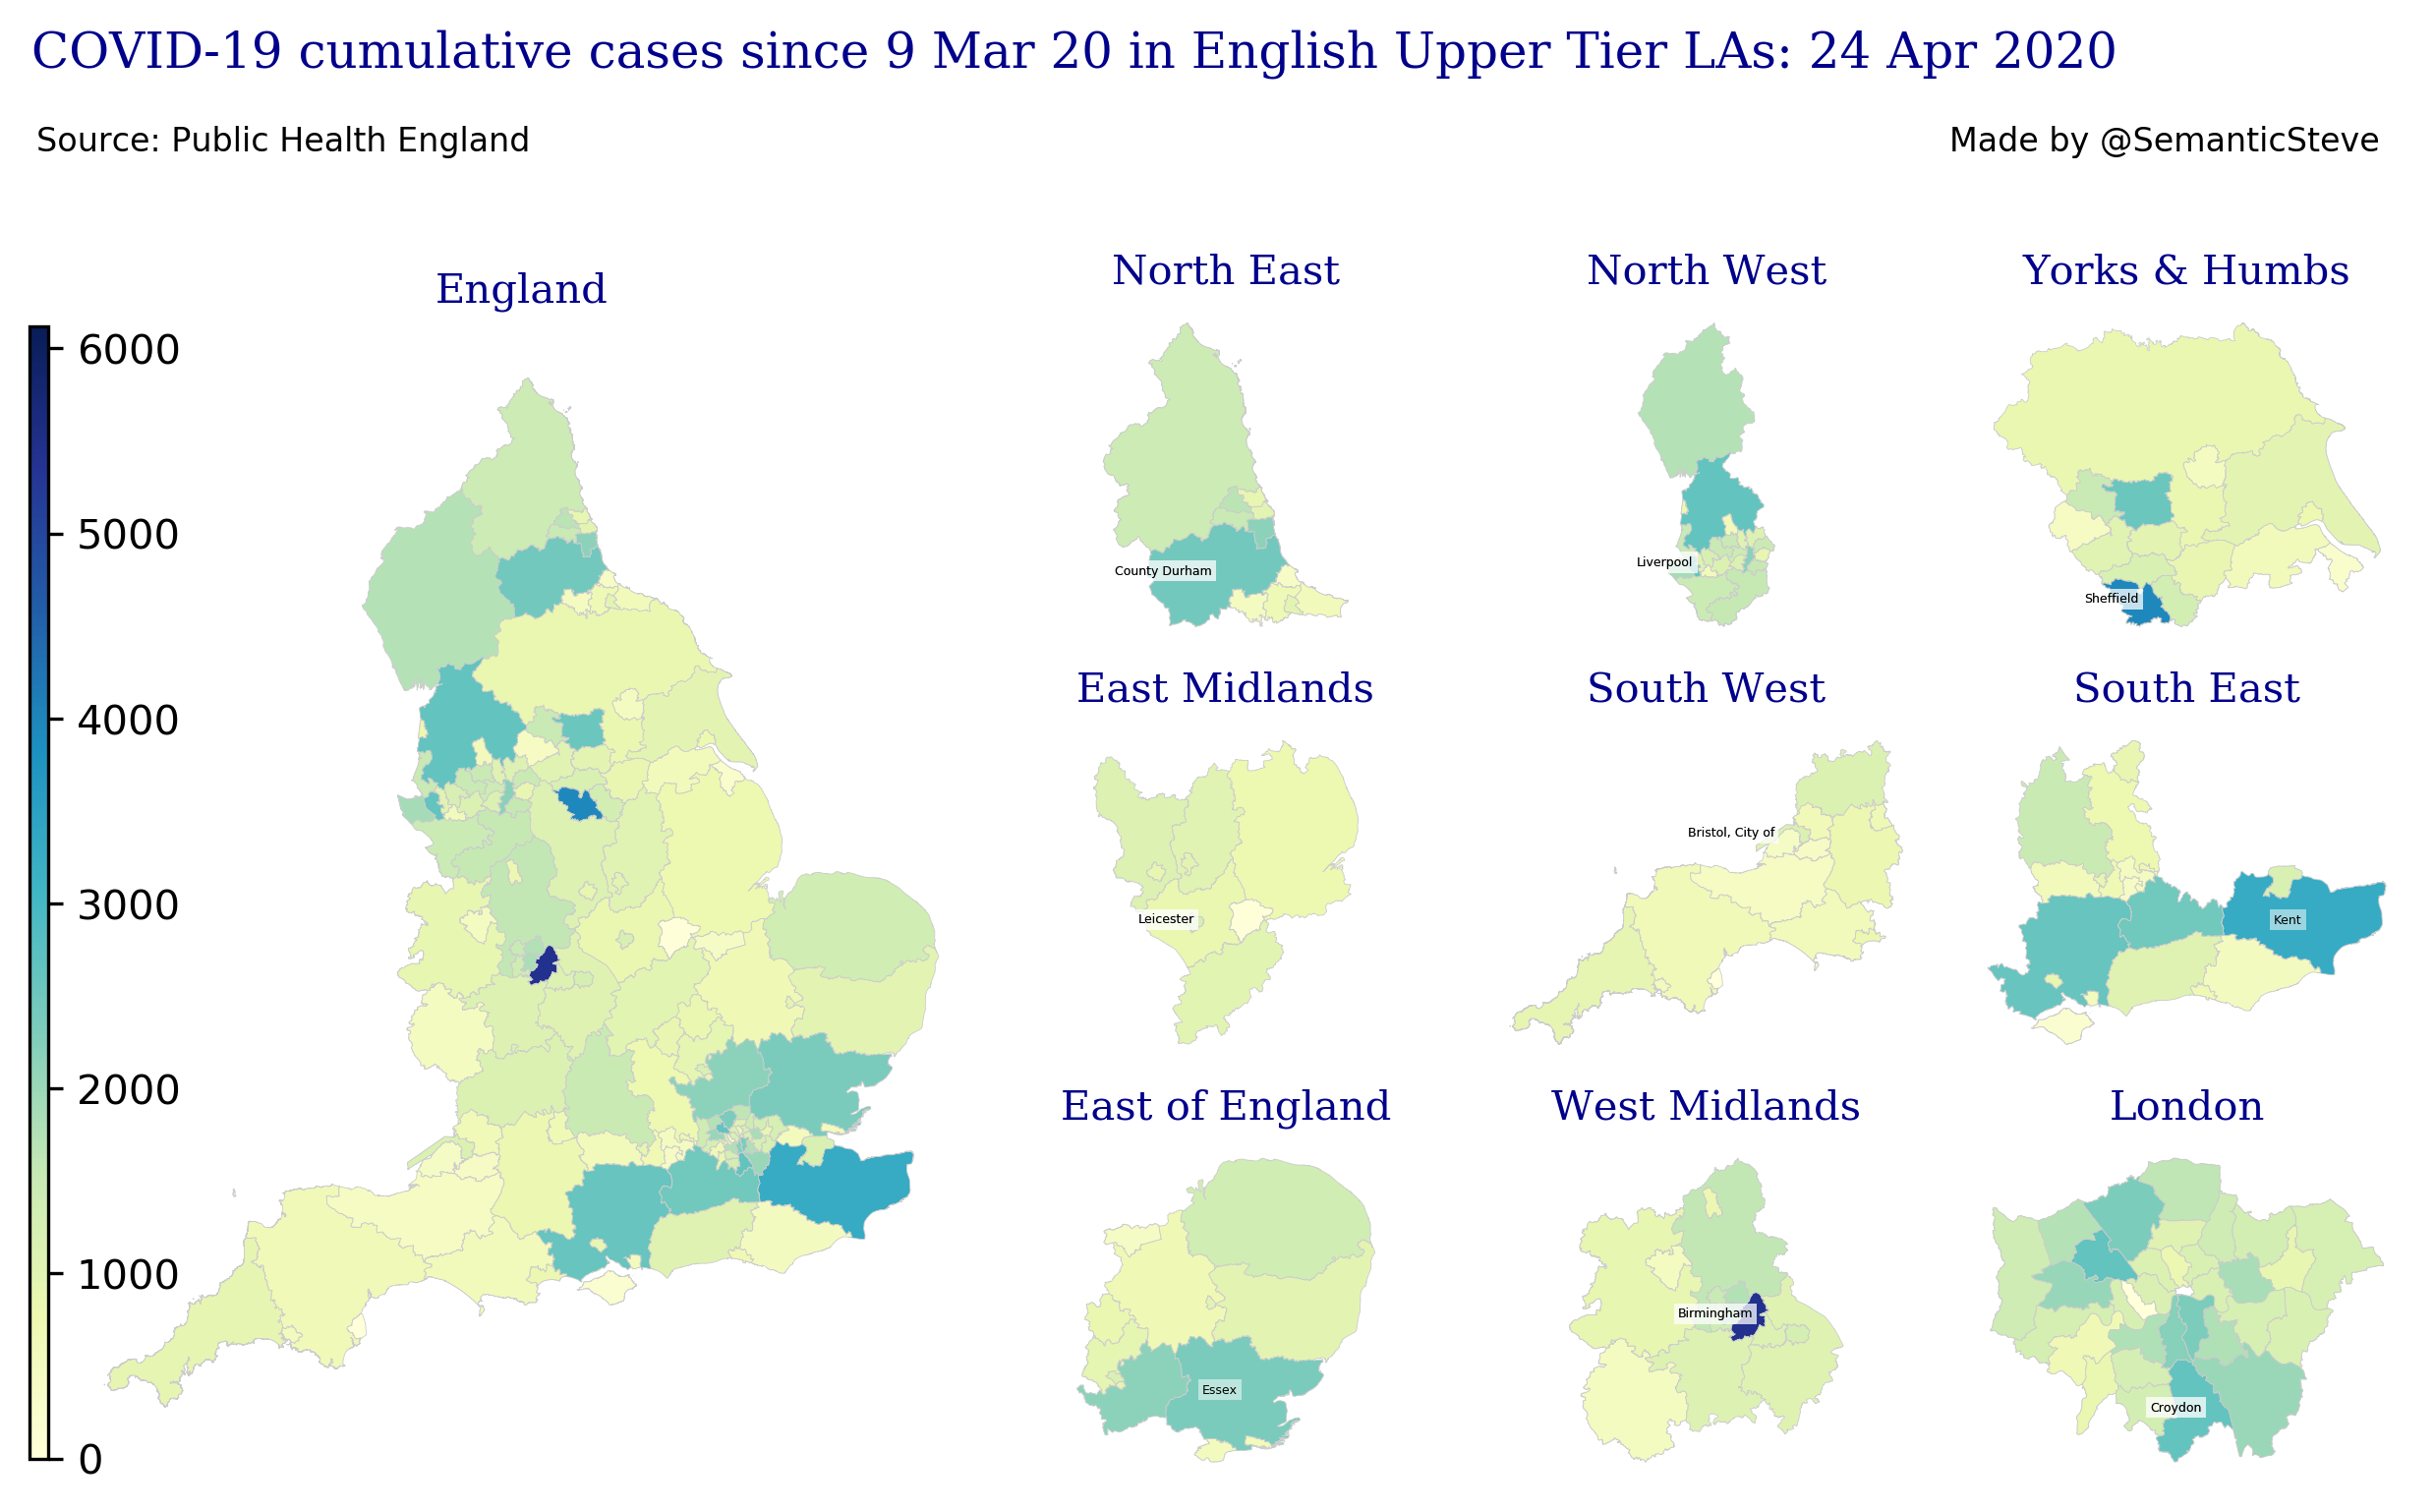 COVID-19 cumulative cases since 9 Mar 20 in English Upper Tier LAs: 24 Apr 2020
Source: Public Health England
Made by @SemanticSteve
England
6000
5000
4000
3000
2000
1000
0
North East
County Durham
North West
Liverpool
Yorks & Humbs
Sheffield
East Midlands
Leicester
South West
Bristol, City of
South East
Kent
East of England
Essex
West Midlands
Birmingham
London
Croydon